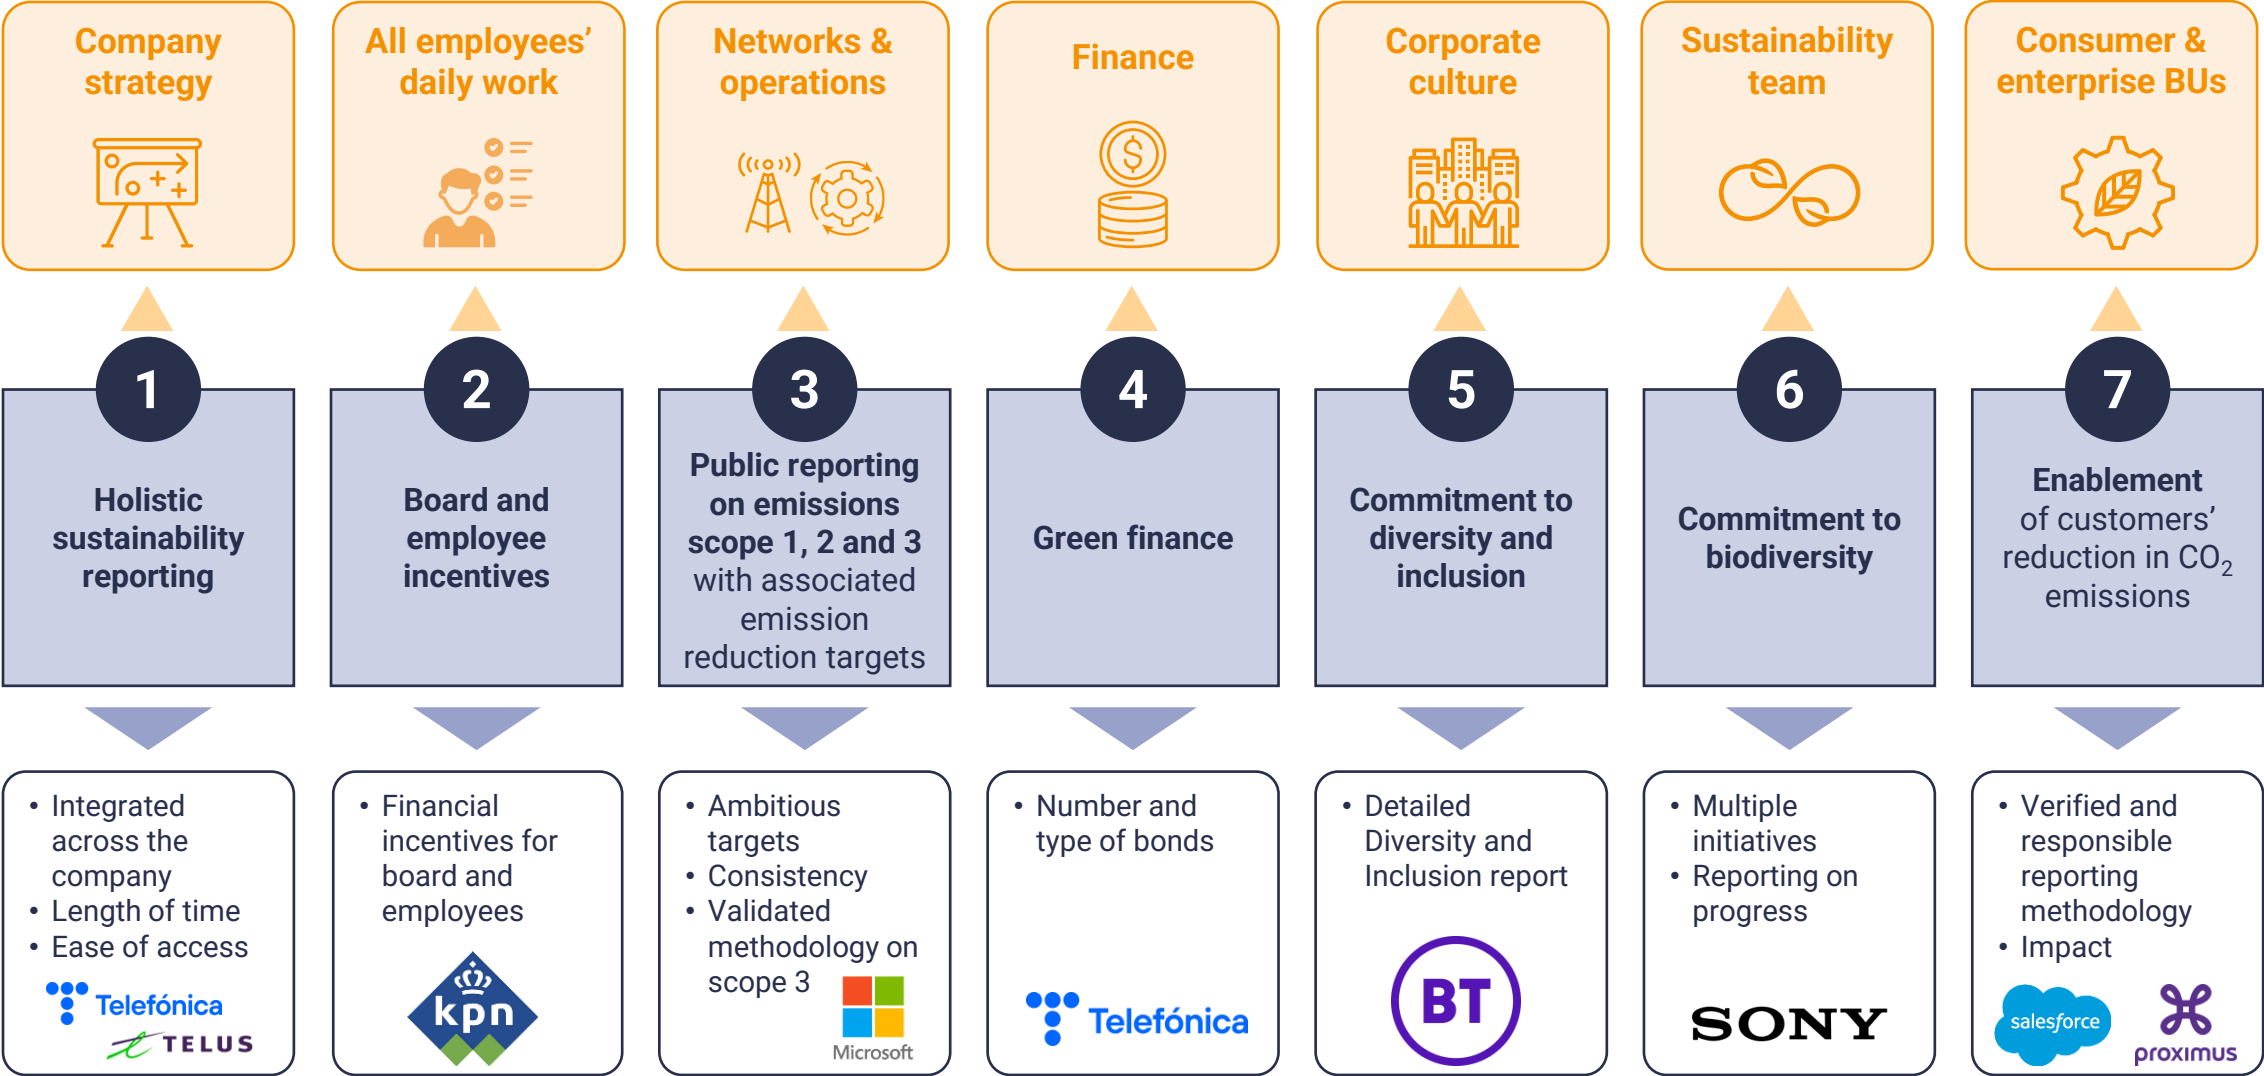 Company
strategy
All employees’
daily work
Networks &
operations
Finance
Corporate
culture
Sustainability
team
Consumer &
enterprise BUs
1
2
3
4
5
6
7
Holistic
sustainability
reporting
Board and
employee
incentives
Public reporting
on emissions
scope 1, 2 and 3
with associated
emission
reduction targets
Green finance
Commitment to
diversity and
inclusion
Commitment to
biodiversity
Enablement
of customers’
reduction in CO₂
emissions
• Integrated
across the
company
• Length of time
• Ease of access
Telefónica
TELUS
• Financial
incentives for
board and
employees
kpn
• Ambitious
targets
• Consistency
• Validated
methodology on
scope 3
Microsoft
• Number and
type of bonds
Telefónica
• Detailed
Diversity and
Inclusion report
BT
• Multiple
initiatives
• Reporting on
progress
SONY
• Verified and
responsible
reporting
methodology
• Impact
salesforce
proximus